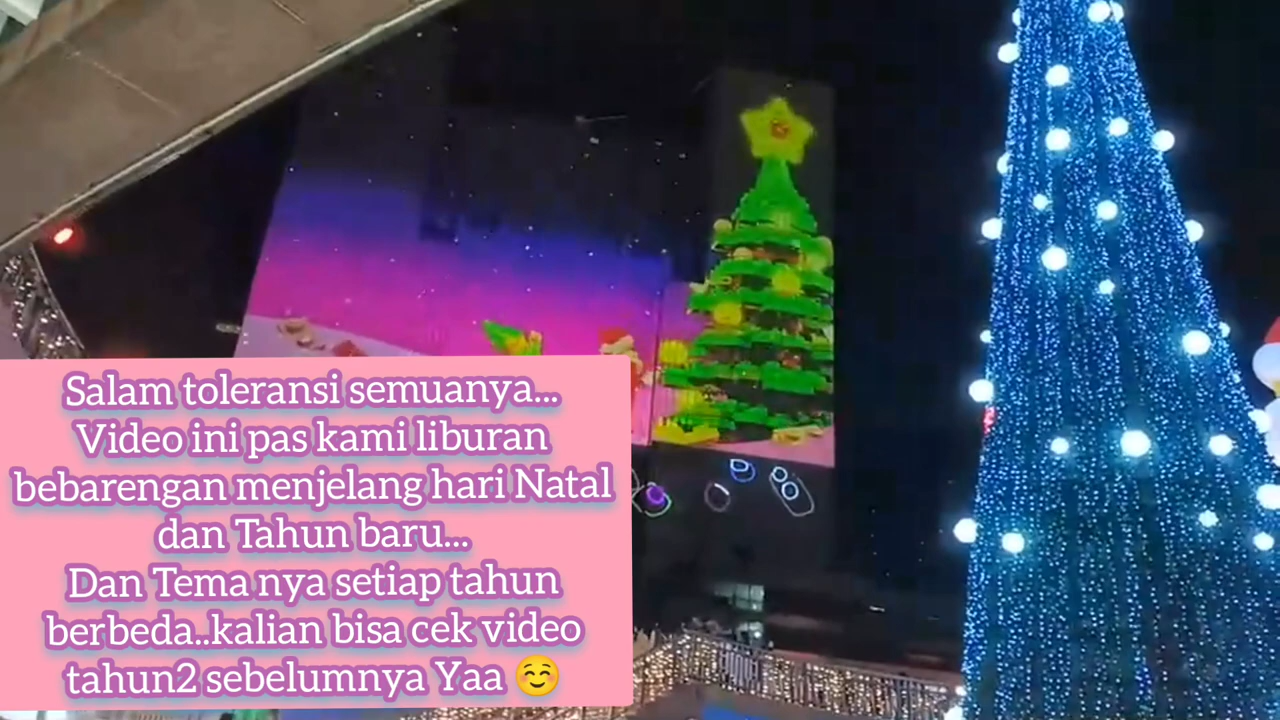 Salam toleransi semuanya...
Video ini pas kami liburan
bebarengan menjelang hari Natal
dan Tahun baru...
Dan Tema nya setiap tahun
berbeda..kalian bisa cek video
tahun2 sebelumnya Yaa ☺️